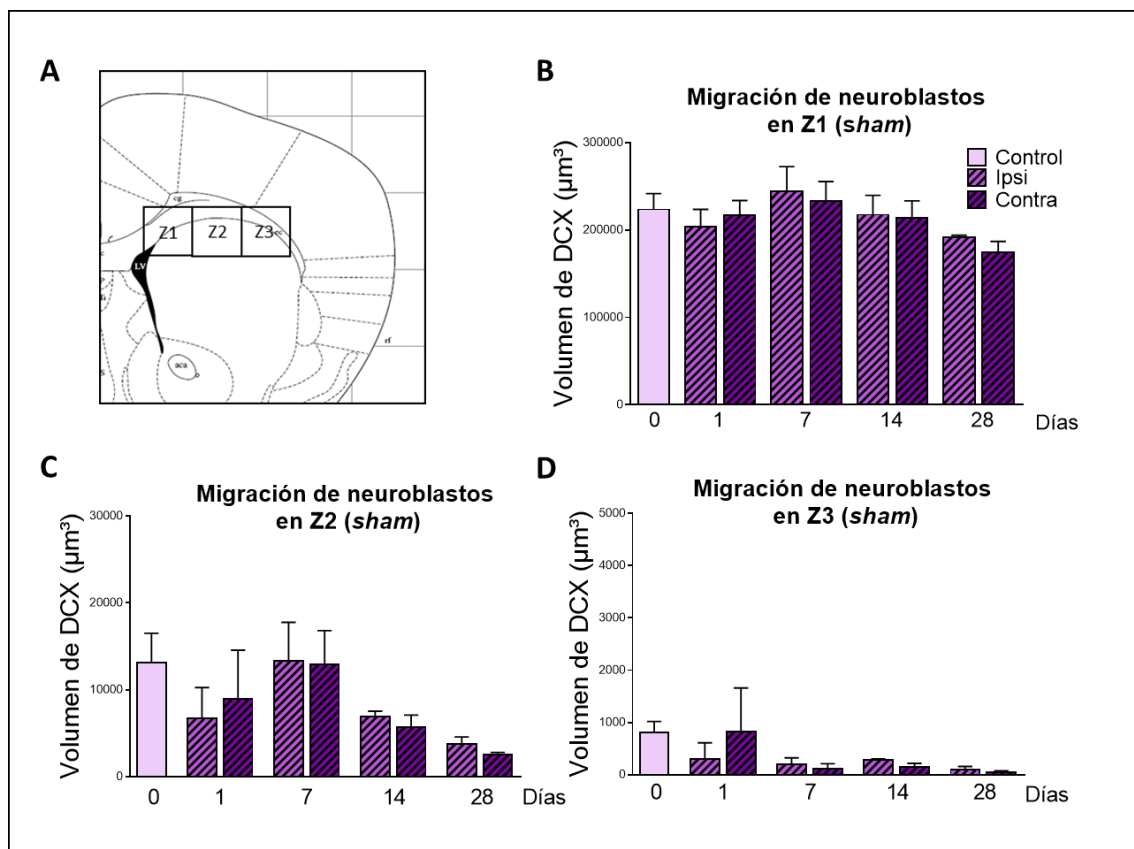 A
cg
Z1
Z2
Z3
cc
LV
aca
rf
B
Migración de neuroblastos
en Z1 (sham)
Volumen de DCX (µm³)
300000
200000
100000
0
Control
Ipsi
Contra
0 1 7 14 28 Días
C
Migración de neuroblastos
en Z2 (sham)
Volumen de DCX (µm³)
30000
20000
10000
0
0 1 7 14 28 Días
D
Migración de neuroblastos
en Z3 (sham)
Volumen de DCX (µm³)
5000
4000
3000
2000
1000
0
0 1 7 14 28 Días